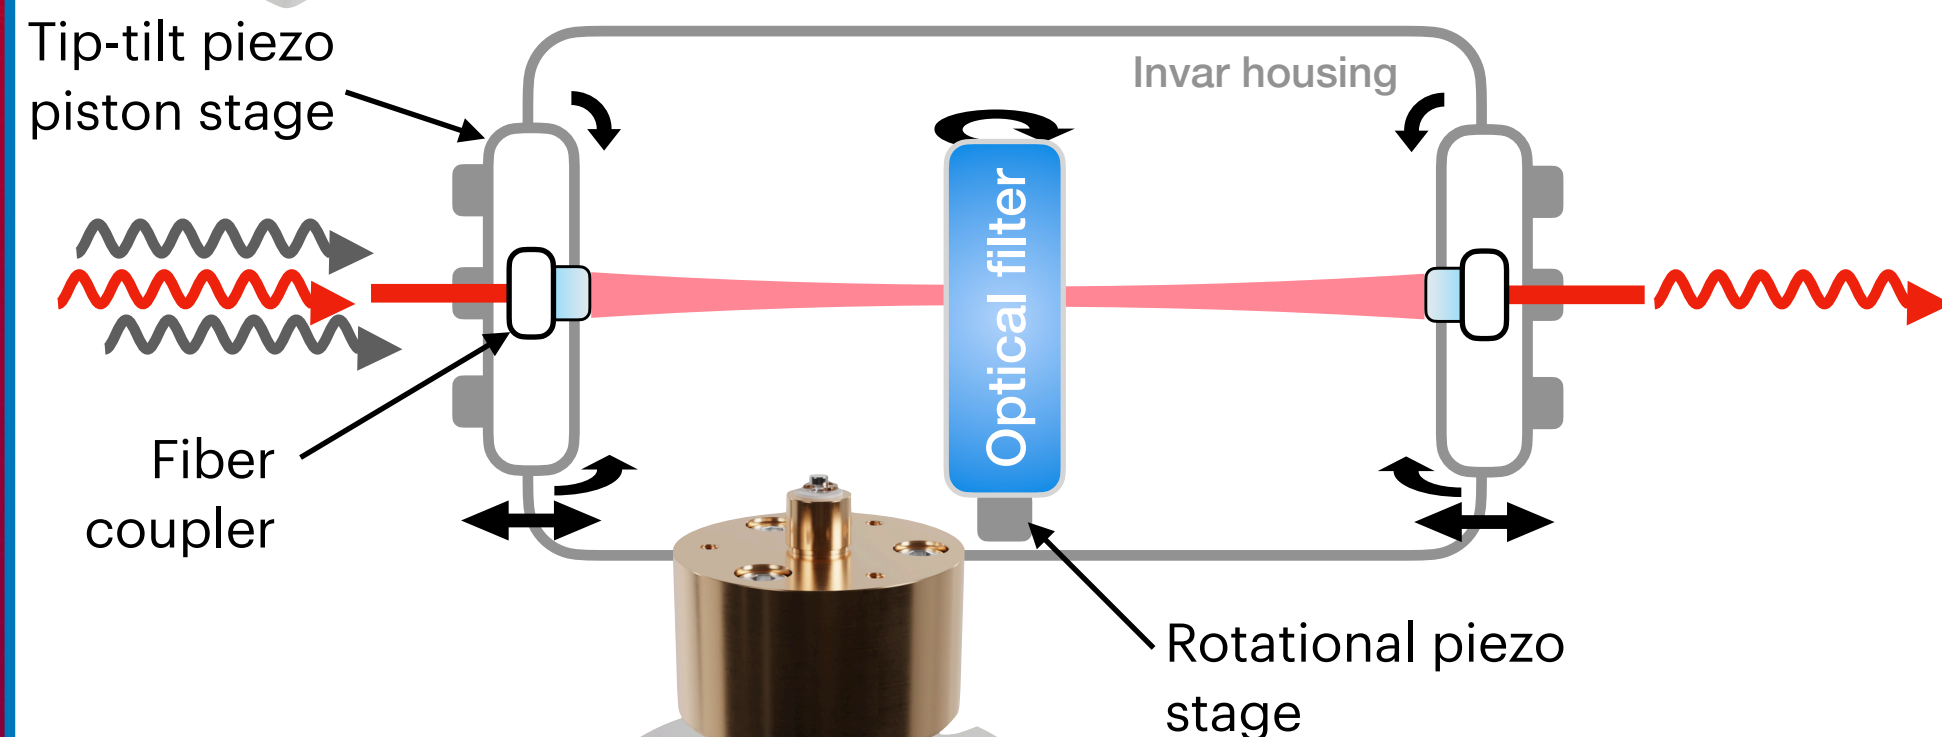 Tip-tilt piezo
piston stage
Invar housing
Optical filter
Fiber
coupler
Rotational piezo
stage